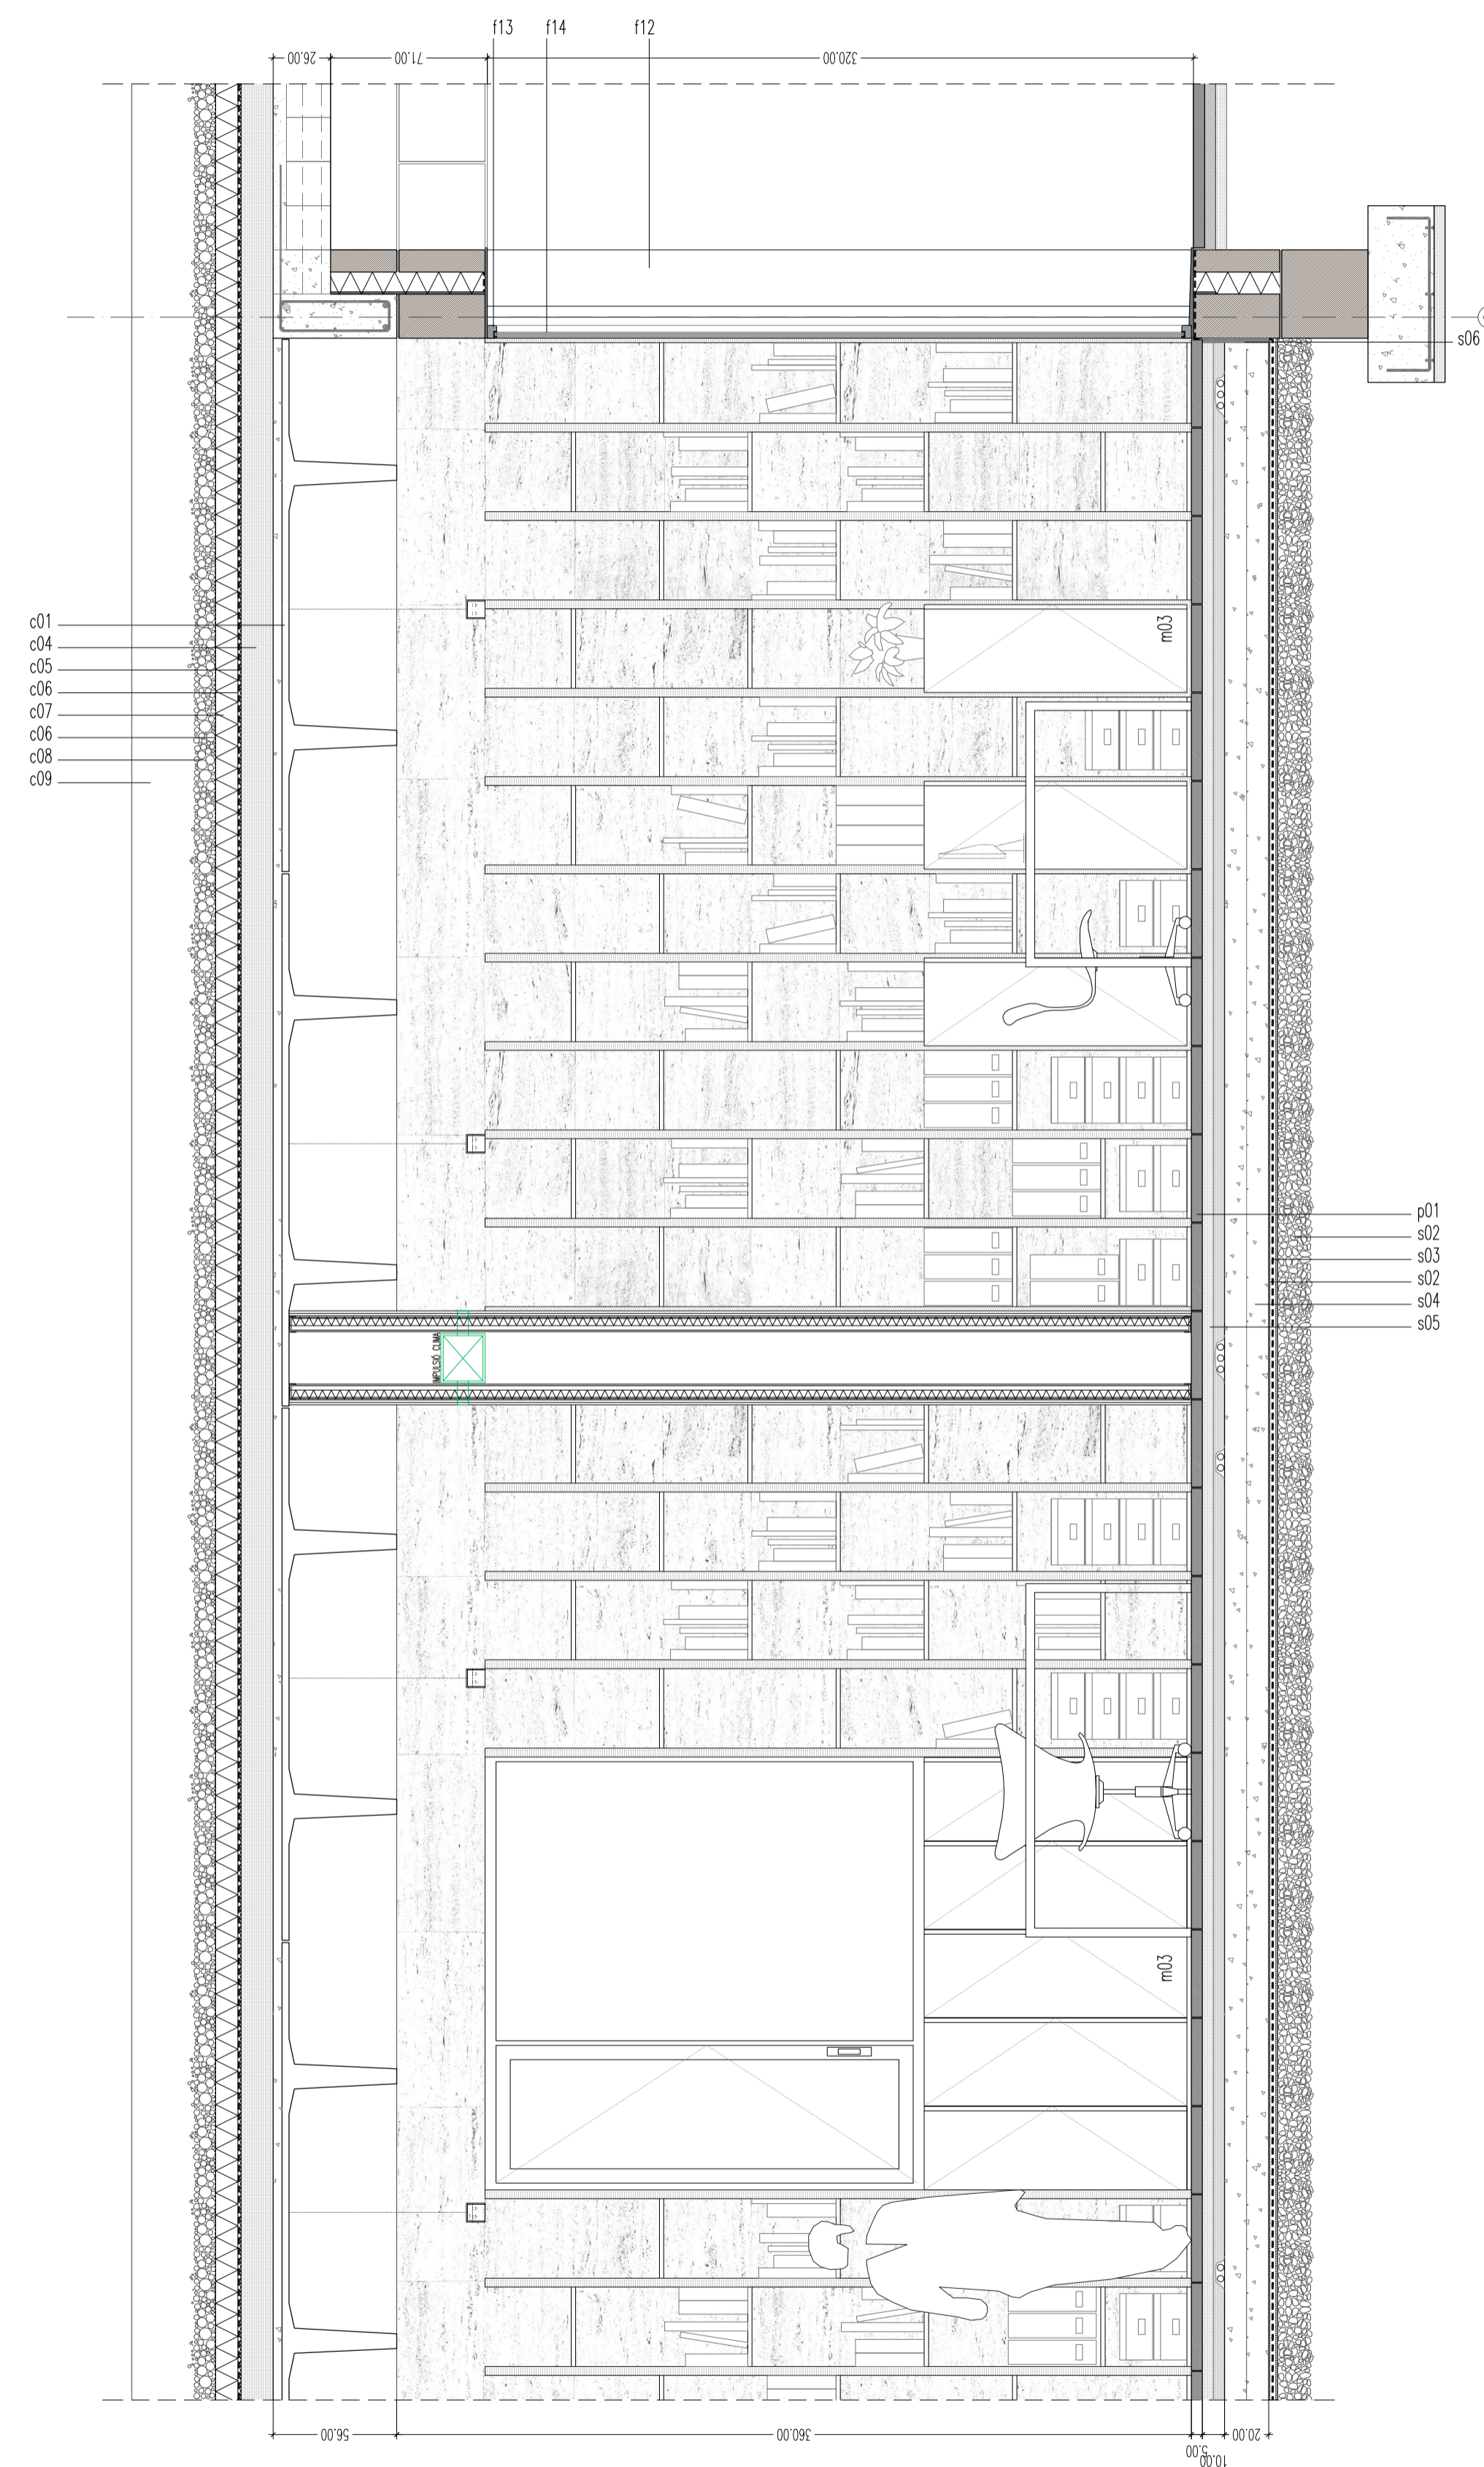 f13
f14
f12
26.00
71.00
320.00
s06
m03
c01
c04
c05
c06
c07
c06
c08
c09
p01
s02
s03
s02
s04
s05
IMPULSIÓ CLIMA
m03
56.00
360.00
5.00
10.00
20.00